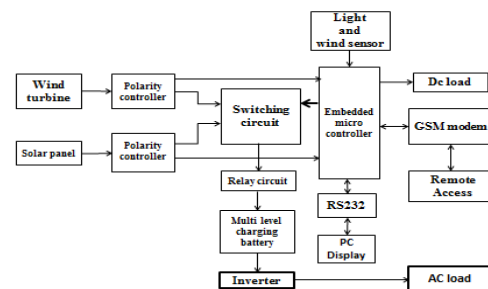 Light
and
wind sensor
Wind
turbine
Polarity
controller
Switching
circuit
Embedded
micro
controller
Dc load
GSM modem
Solar panel
Polarity
controller
Relay circuit
Remote
Access
RS232
Multi level
charging
battery
PC
Display
Inverter
AC load